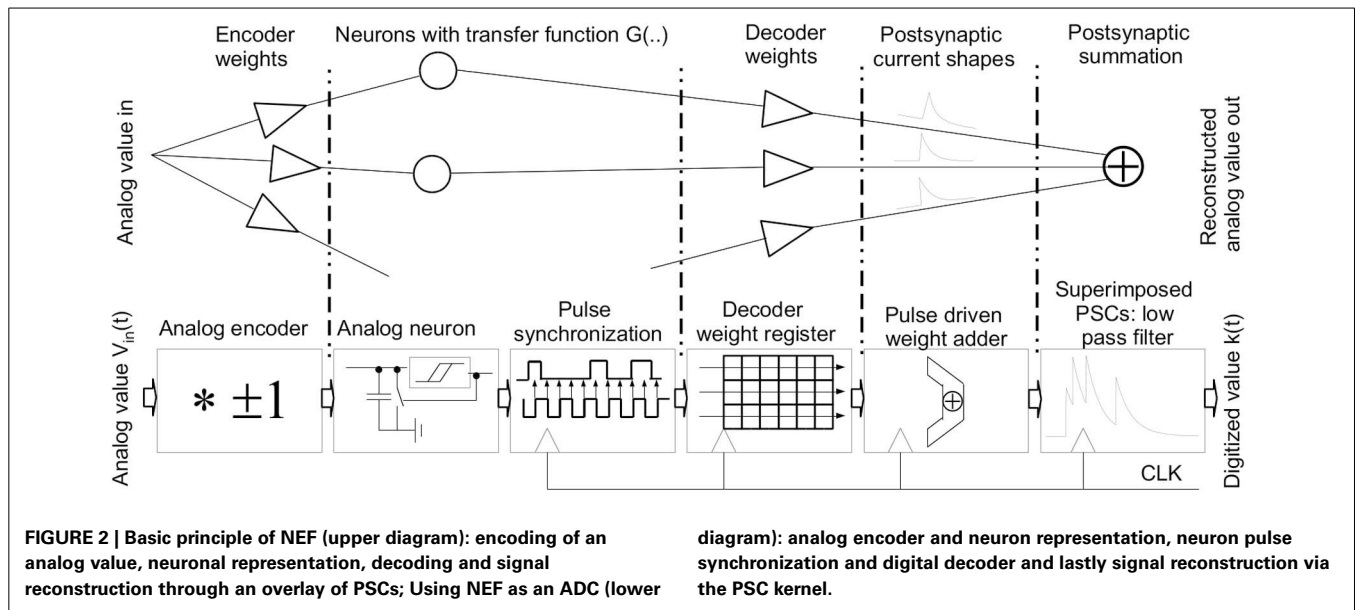 Encoder
weights
Neurons with transfer function G(..)
Decoder
weights
Postsynaptic
current shapes
Postsynaptic
summation
Analog value in
Reconstructed
analog value out
Analog value Vin(t)
Analog encoder
* ±1
Analog neuron
Pulse
synchronization
Decoder
weight register
Pulse driven
weight adder
Superimposed
PSCs: low
pass filter
Digitized value k(t)
CLK
FIGURE 2 | Basic principle of NEF (upper diagram): encoding of an
analog value, neuronal representation, decoding and signal
reconstruction through an overlay of PSCs; Using NEF as an ADC (lower
diagram): analog encoder and neuron representation, neuron pulse
synchronization and digital decoder and lastly signal reconstruction via
the PSC kernel.